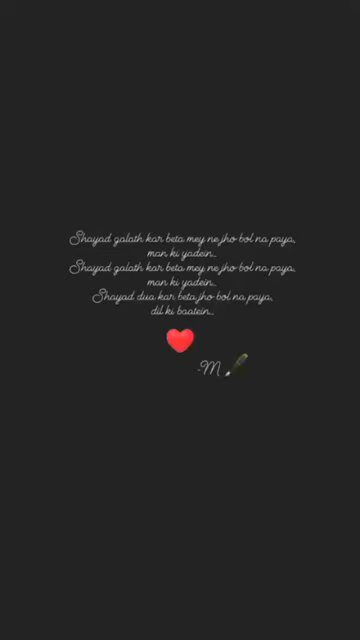 Shayad galath kar beta mey ne jho bol na paya,
man ki yadein..
Shayad galath kar beta mey ne jho bol na paya,
man ki yadein..
Shayad dua kar beta jho bol na paya,
dil ki baatein...
-M